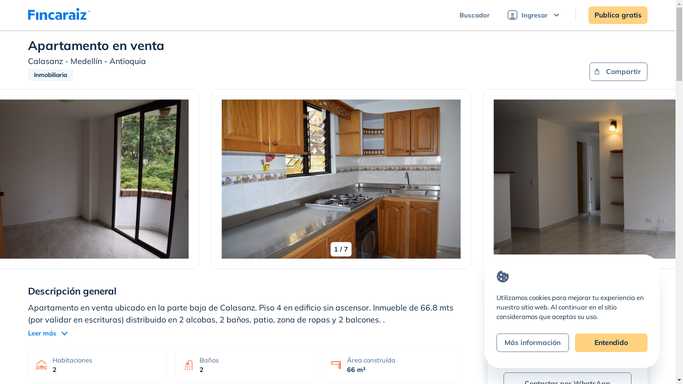 Fincaraiz
Buscador
Ingresar
Publica gratis
Apartamento en venta
Calasanz - Medellín - Antioquia
Inmobiliaria
Compartir
1 / 7
Descripción general
Apartamento en venta ubicado en la parte baja de Calasanz. Piso 4 en edificio sin ascensor. Inmueble de 66.8 mts
(por validar en escrituras) distribuido en 2 alcobas, 2 baños, patio, zona de ropas y 2 balcones. .
Leer más
Habitaciones
2
Baños
2
Área construida
66 m²
Utilizamos cookies para mejorar tu experiencia en
nuestro sitio web. Al continuar en el sitio
consideramos que aceptas su uso.
Más información
Entendido
Contactar por WhatsApp